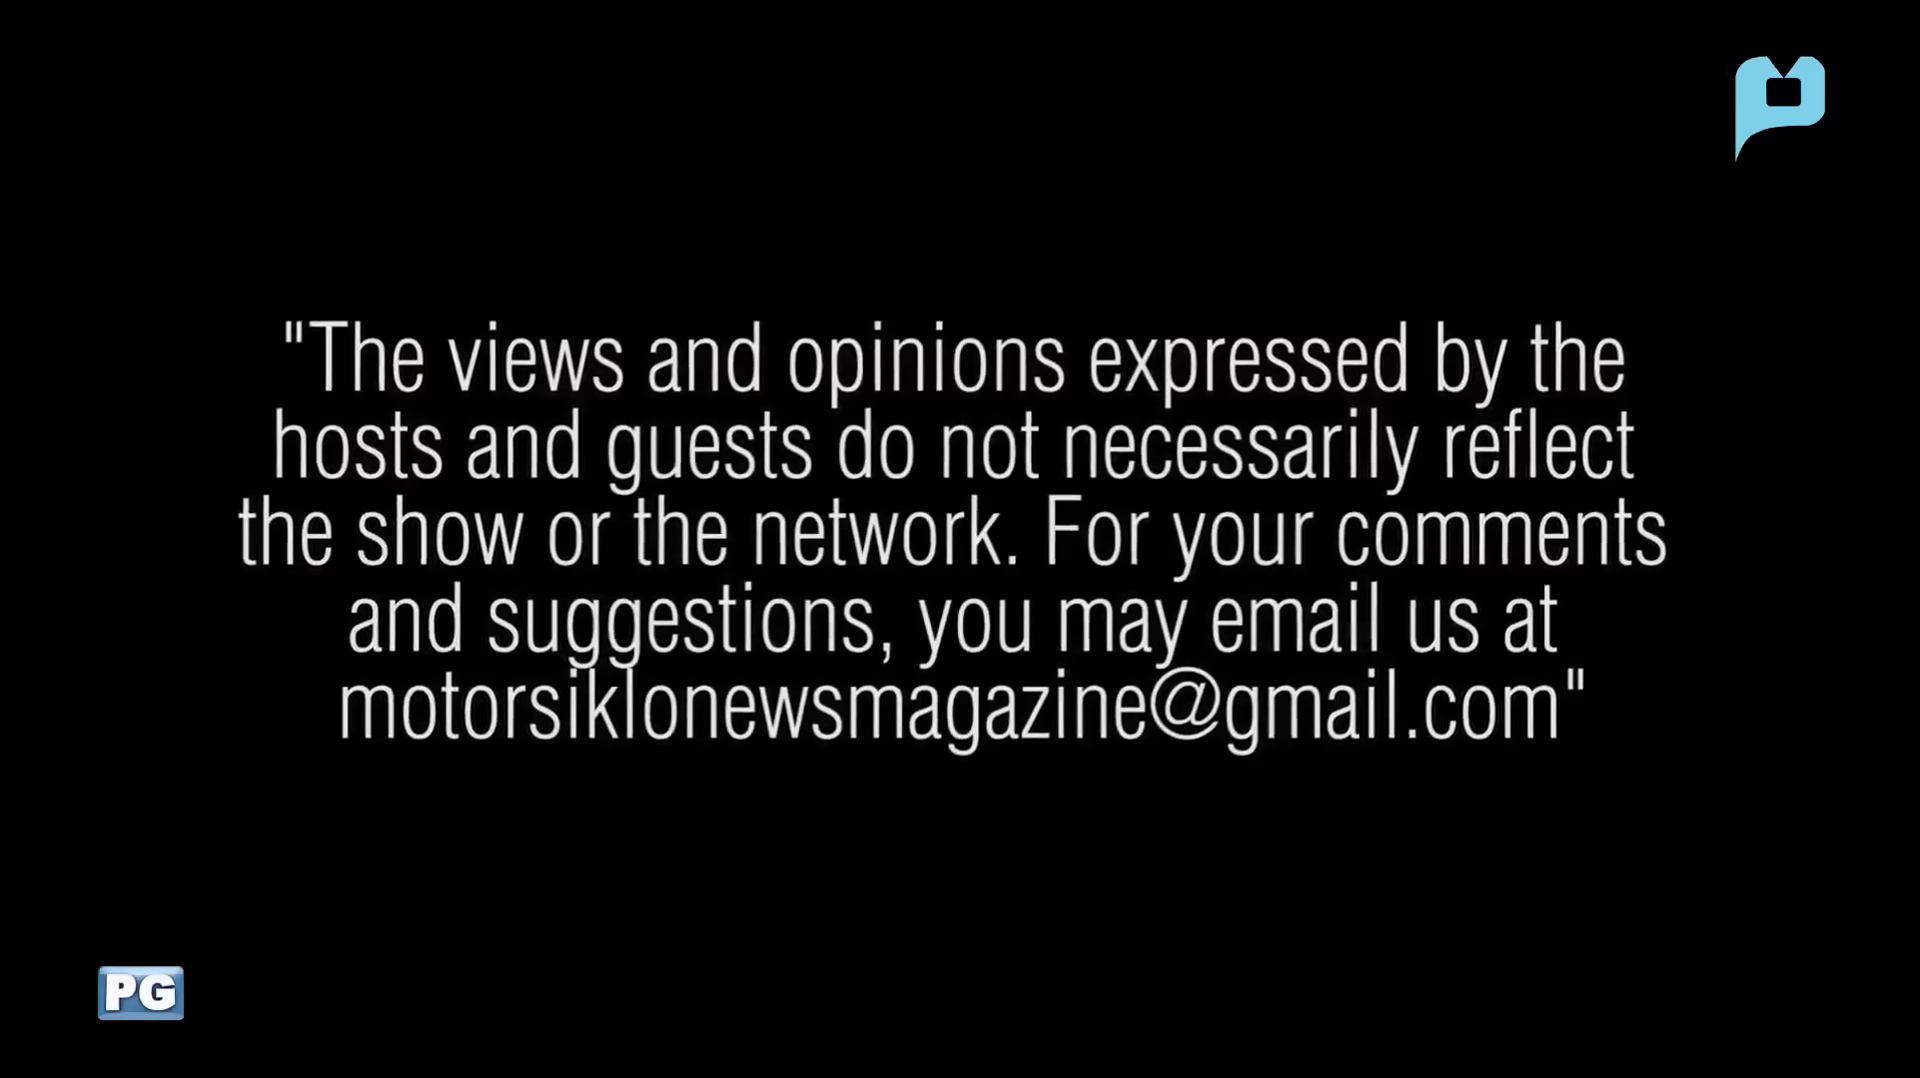 "The views and opinions expressed by the
hosts and guests do not necessarily reflect
the show or the network. For your comments
and suggestions, you may email us at
motorsiklonewsmagazine@gmail.com"
PG